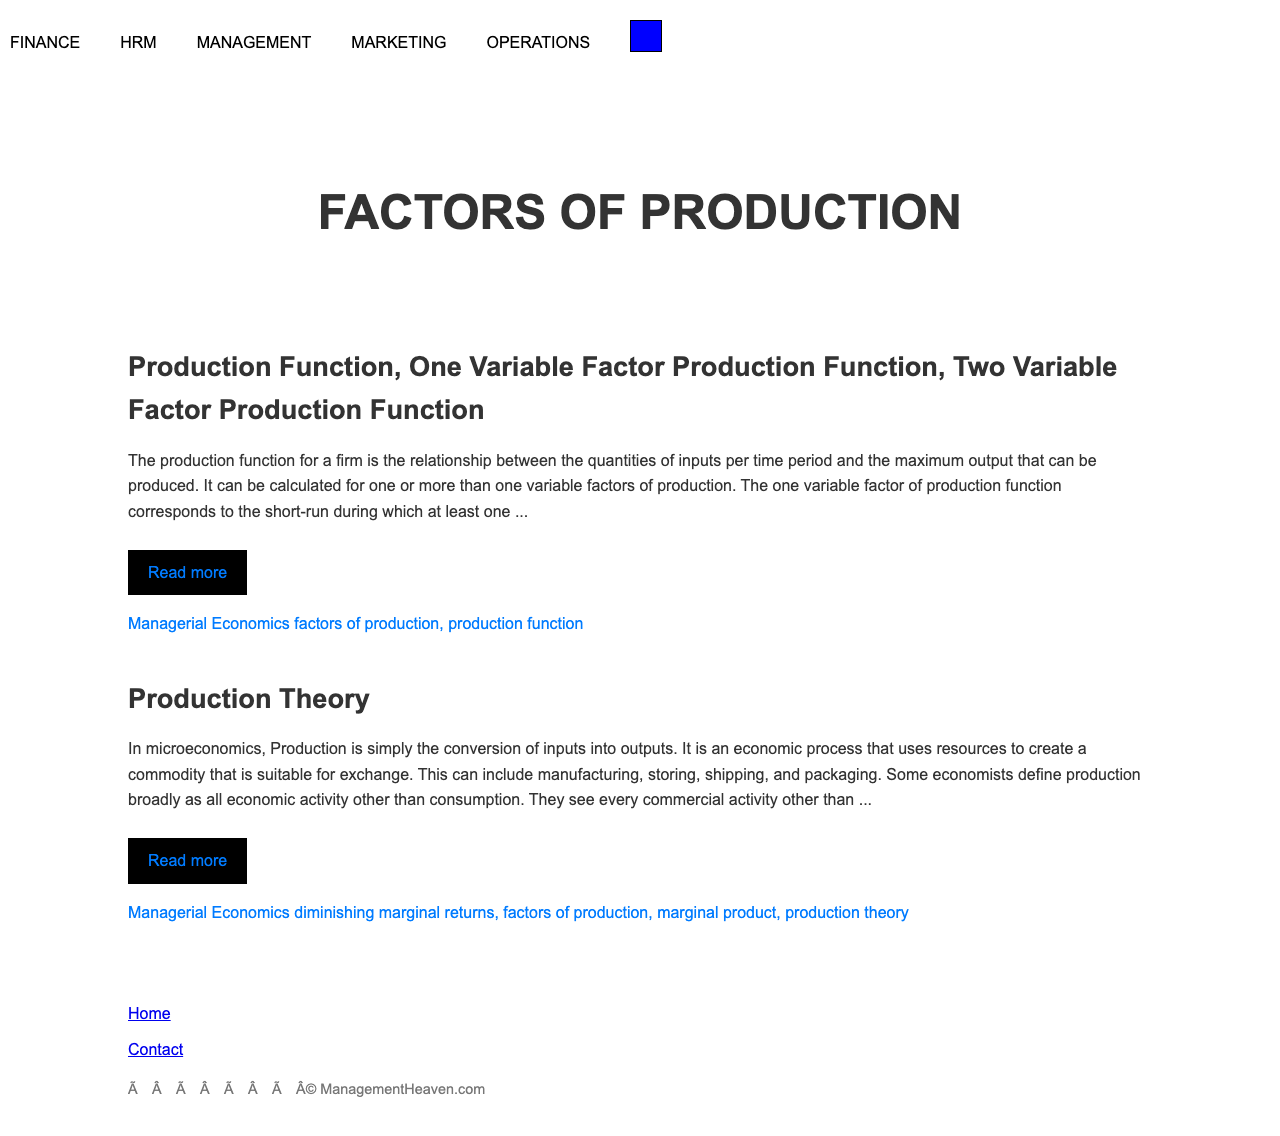 FINANCE HRM MANAGEMENT MARKETING OPERATIONS
FACTORS OF PRODUCTION
Production Function, One Variable Factor Production Function, Two Variable
Factor Production Function
The production function for a firm is the relationship between the quantities of inputs per time period and the maximum output that can be
produced. It can be calculated for one or more than one variable factors of production. The one variable factor of production function
corresponds to the short-run during which at least one ...
Read more
Managerial Economics factors of production, production function
Production Theory
In microeconomics, Production is simply the conversion of inputs into outputs. It is an economic process that uses resources to create a
commodity that is suitable for exchange. This can include manufacturing, storing, shipping, and packaging. Some economists define production
broadly as all economic activity other than consumption. They see every commercial activity other than ...
Read more
Managerial Economics diminishing marginal returns, factors of production, marginal product, production theory
Home
Contact
Ã Â Ã Â Ã Â Ã Â© ManagementHeaven.com